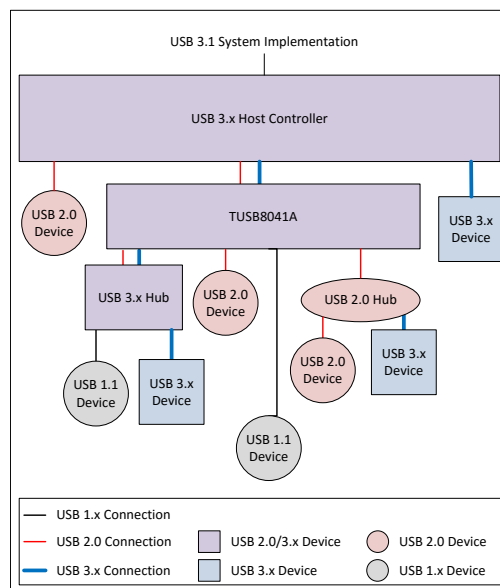 USB 3.1 System Implementation
USB 3.x Host Controller
USB 2.0
Device
TUSB8041A
USB 3.x
Device
USB 3.x Hub
USB 2.0
Device
USB 2.0 Hub
USB 1.1
Device
USB 3.x
Device
USB 2.0
Device
USB 3.x
Device
USB 1.1
Device
USB 1.x Connection
USB 2.0 Connection
USB 2.0/3.x Device
USB 2.0 Device
USB 3.x Connection
USB 3.x Device
USB 1.x Device